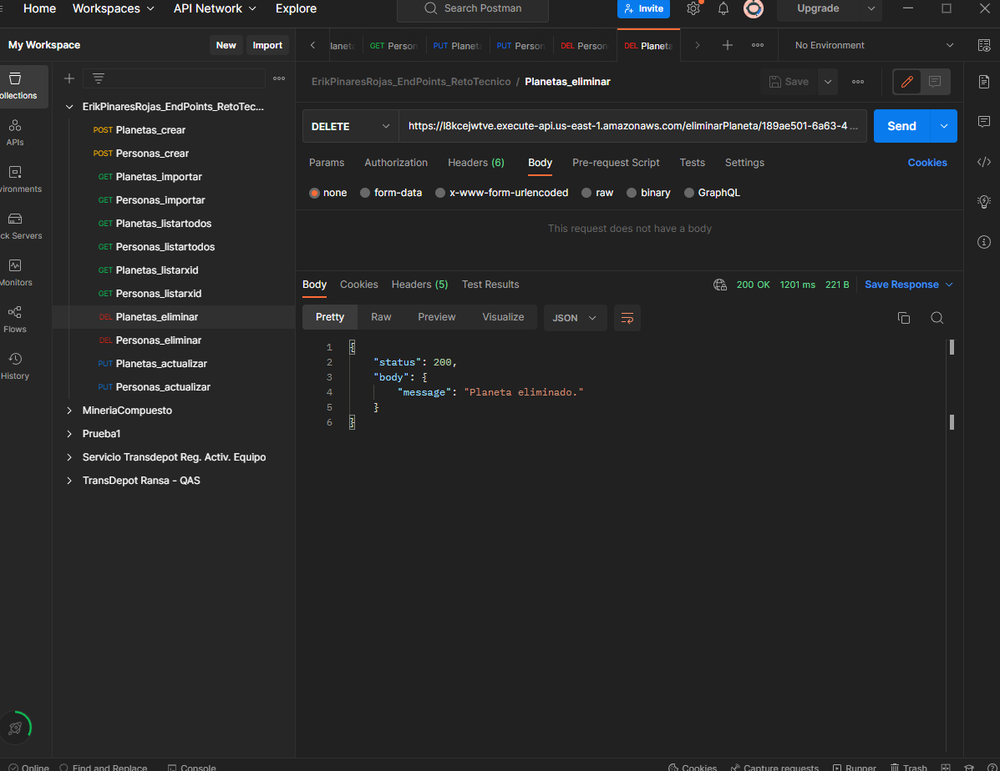 Home Workspaces API Network Explore Search Postman Invite Upgrade
My Workspace New Import
laneta GET Person PUT Planeta PUT Person DEL Person DEL Planeta No Environment
ErikPinaresRojas_EndPoints_RetoTecnico / Planetas_eliminar Save
ollections
APIs
vironments
ck Servers
Monitors
Flows
History
ErikPinaresRojas_EndPoints_RetoTec...
POST Planetas_crear
POST Personas_crear
GET Planetas_importar
GET Personas_importar
GET Planetas_listartodos
GET Personas_listartodos
GET Planetas_listarxid
GET Personas_listarxid
DEL Planetas_eliminar
DEL Personas_eliminar
PUT Planetas_actualizar
PUT Personas_actualizar
MineriaCompuesto
Prueba1
Servicio Transdepot Reg. Activ. Equipo
TransDepot Ransa - QAS
DELETE https://l8kcejwtve.execute-api.us-east-1.amazonaws.com/eliminarPlaneta/189ae501-6a63-4 ... Send
Params Authorization Headers (6) Body Pre-request Script Tests Settings Cookies
none form-data x-www-form-urlencoded raw binary GraphQL
This request does not have a body
Body Cookies Headers (5) Test Results 200 OK 1201 ms 221 B Save Response
Pretty Raw Preview Visualize JSON
1 {
2 "status": 200,
3 "body": {
4 "message": "Planeta eliminado."
5 }
6 }
Online Find and Replace Console Cookies Capture requests Runner Trash